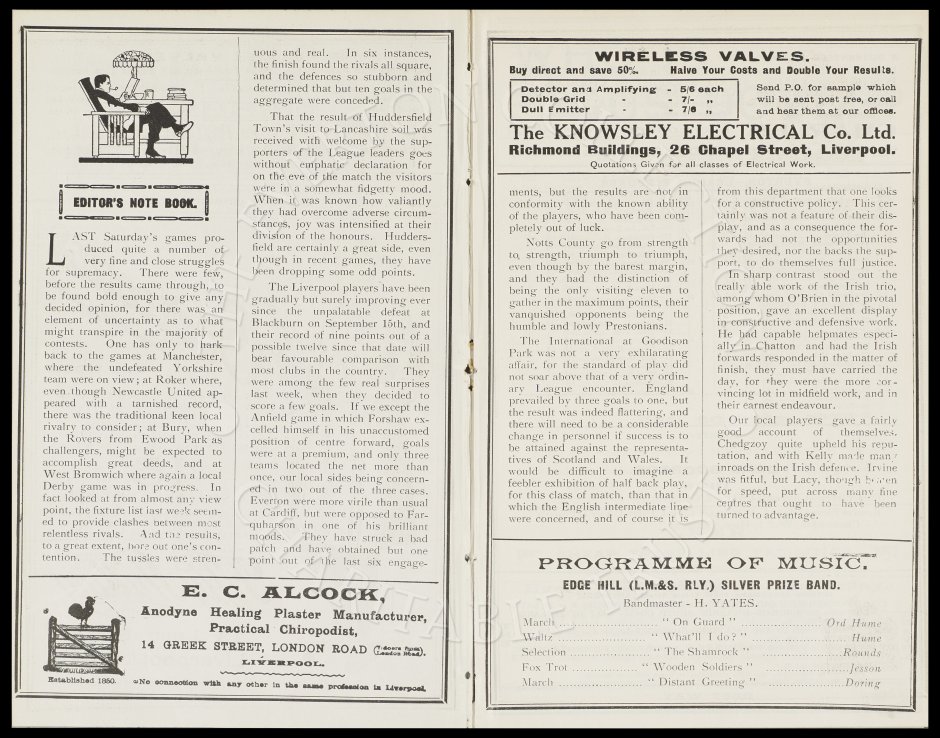 EDITOR'S NOTE BOOK.
LAST Saturday's games pro-
duced quite a number of
very fine and close struggles
for supremacy. There were few,
before the results came through, to
be found bold enough to give any
decided opinion, for there was an
element of uncertainty as to what
might transpire in the majority of
contests. One has only to hark
back to the games at Manchester,
where the undefeated Yorkshire
team were on view; at Roker where,
even though Newcastle United ap-
peared with a tarnished record,
there was the traditional keen local
rivalry to consider; at Bury, when
the Rovers from Ewood Park as
challengers, might be expected to
accomplish great deeds, and at
West Bromwich where again a local
Derby game was in progress. In
fact looked at from almost any view
point, the fixture list last week seem-
ed to provide clashes between most
relentless rivals. And the results,
to a great extent, bore out one's con-
tention. The tussles were stren-
uous and real. In six instances,
the finish found the rivals all square,
and the defences so stubborn and
determined that but ten goals in the
aggregate were conceded.
That the result of Huddersfield
Town's visit to Lancashire soil was
received with welcome by the sup-
porters of the League leaders goes
without emphatic declaration for
on the eve of the match the visitors
were in a somewhat fidgetty mood.
When it was known how valiantly
they had overcome adverse circum-
stances, joy was intensified at their
division of the honours. Hudders-
field are certainly a great side, even
though in recent games, they have
been dropping some odd points.
The Liverpool players have been
gradually but surely improving ever
since the unpalatable defeat at
Blackburn on September 15th, and
their record of nine points out of a
possible twelve since that date will
bear favourable comparison with
most clubs in the country. They
were among the few real surprises
last week, when they decided to
score a few goals. If we except the
Anfield game in which Forshaw ex-
celled himself in his unaccustomed
position of centre forward, goals
were at a premium, and only three
teams located the net more than
once, our local sides being concern-
ed in two out of the three cases.
Everton were more virile than usual
at Cardiff, but were opposed to Far-
quharson in one of his brilliant
moods. They have struck a bad
patch and have obtained but one
point out of the last six engage-
E. C. ALCOCK,
Anodyne Healing Plaster Manufacturer,
Practical Chiropodist,
14 GREEK STREET, LONDON ROAD (7 doors from London Road).
LIVERPOOL.
Established 1850.
No connection with any other in the same profession in Liverpool.
WIRELESS VALVES.
Buy direct and save 50%. Halve Your Costs and Double Your Results.
Detector and Amplifying - 5/6 each
Double Grid - - 7/- „
Dull Emitter - - 7/6 „
Send P.O. for sample which
will be sent post free, or call
and hear them at our offices.
The KNOWSLEY ELECTRICAL Co. Ltd.
Richmond Buildings, 26 Chapel Street, Liverpool.
Quotations Given for all classes of Electrical Work.
ments, but the results are not in
conformity with the known ability
of the players, who have been com-
pletely out of luck.
Notts County go from strength
to strength, triumph to triumph,
even though by the barest margin,
and they had the distinction of
being the only visiting eleven to
gather in the maximum points, their
vanquished opponents being the
humble and lowly Prestonians.
The International at Goodison
Park was not a very exhilarating
affair, for the standard of play did
not soar above that of a very ordin-
ary League encounter. England
prevailed by three goals to one, but
the result was indeed flattering, and
there will need to be a considerable
change in personnel if success is to
be attained against the representa-
tives of Scotland and Wales. It
would be difficult to imagine a
feebler exhibition of half back play,
for this class of match, than that in
which the English intermediate line
were concerned, and of course it is
from this department that one looks
for a constructive policy. This cer-
tainly was not a feature of their dis-
play, and as a consequence the for-
wards had not the opportunities
they desired, nor the backs the sup-
port, to do themselves full justice.
In sharp contrast stood out the
really able work of the Irish trio,
among whom O'Brien in the pivotal
position, gave an excellent display
in constructive and defensive work.
He had capable helpmates especi-
ally in Chatton and had the Irish
forwards responded in the matter of
finish, they must have carried the
day, for they were the more con-
vincing lot in midfield work, and in
their earnest endeavour.
Our local players gave a fairly
good account of themselves.
Chedgzoy quite upheld his repu-
tation, and with Kelly made many
inroads on the Irish defence. Irvine
was fitful, but Lacy, though beaten
for speed, put across many fine
centres that ought to have been
turned to advantage.
PROGRAMME OF MUSIC.
EDGE HILL (L.M.&S. RLY.) SILVER PRIZE BAND.
Bandmaster - H. YATES.
March ... "On Guard" ... Ord Hume
Waltz ... "What'll I do?" ... Hume
Selection ... "The Shamrock" ... Rounds
Fox Trot ... "Wooden Soldiers" ... Jesson
March ... "Distant Greeting" ... Doring